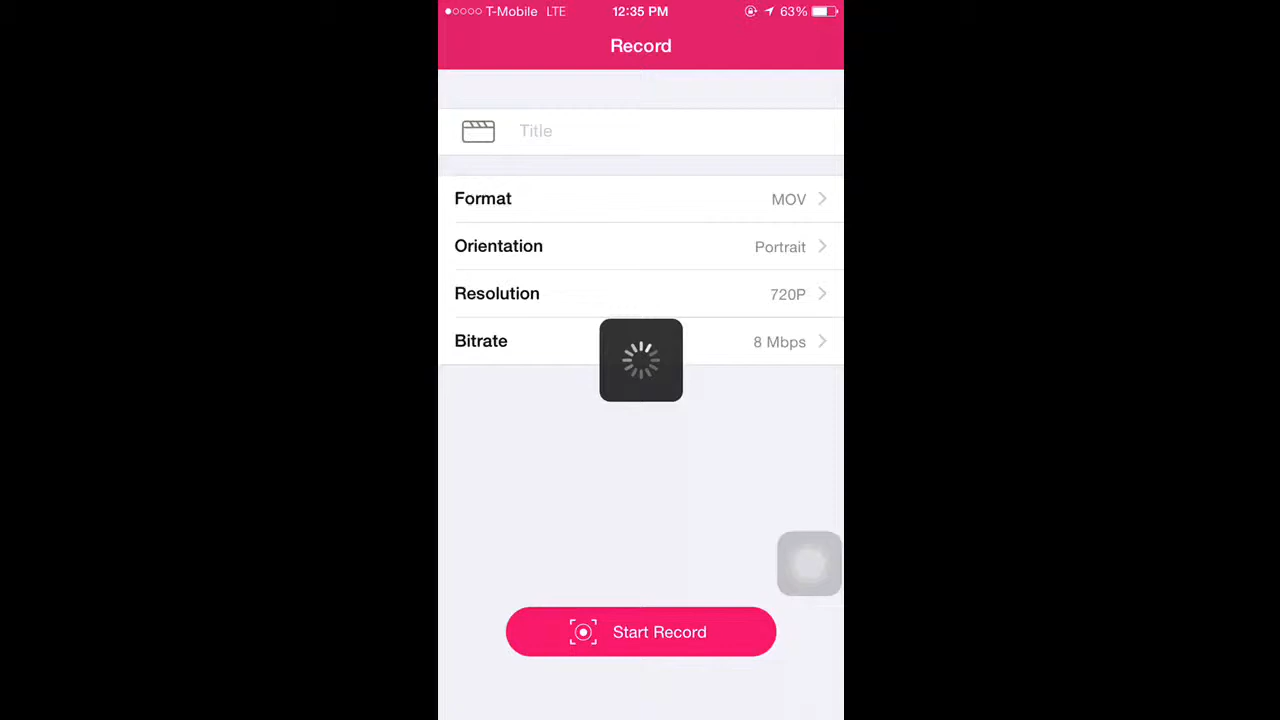 T-Mobile LTE 12:35 PM 63%
Record
Title
Format MOV
Orientation Portrait
Resolution 720P
Bitrate 8 Mbps
Start Record